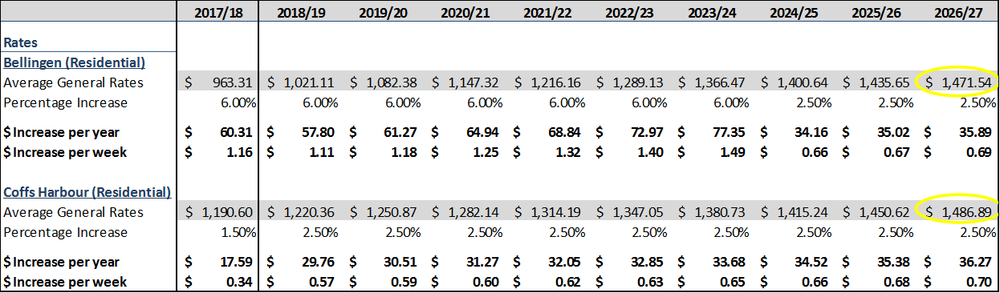 2017/18 2018/19 2019/20 2020/21 2021/22 2022/23 2023/24 2024/25 2025/26 2026/27
Rates
Bellingen (Residential)
Average General Rates $ 963.31 $ 1,021.11 $ 1,082.38 $ 1,147.32 $ 1,216.16 $ 1,289.13 $ 1,366.47 $ 1,400.64 $ 1,435.65 $ 1,471.54
Percentage Increase 6.00% 6.00% 6.00% 6.00% 6.00% 6.00% 6.00% 2.50% 2.50% 2.50%
$ Increase per year $ 60.31 $ 57.80 $ 61.27 $ 64.94 $ 68.84 $ 72.97 $ 77.35 $ 34.16 $ 35.02 $ 35.89
$ Increase per week $ 1.16 $ 1.11 $ 1.18 $ 1.25 $ 1.32 $ 1.40 $ 1.49 $ 0.66 $ 0.67 $ 0.69
Coffs Harbour (Residential)
Average General Rates $ 1,190.60 $ 1,220.36 $ 1,250.87 $ 1,282.14 $ 1,314.19 $ 1,347.05 $ 1,380.73 $ 1,415.24 $ 1,450.62 $ 1,486.89
Percentage Increase 1.50% 2.50% 2.50% 2.50% 2.50% 2.50% 2.50% 2.50% 2.50% 2.50%
$ Increase per year $ 17.59 $ 29.76 $ 30.51 $ 31.27 $ 32.05 $ 32.85 $ 33.68 $ 34.52 $ 35.38 $ 36.27
$ Increase per week $ 0.34 $ 0.57 $ 0.59 $ 0.60 $ 0.62 $ 0.63 $ 0.65 $ 0.66 $ 0.68 $ 0.70